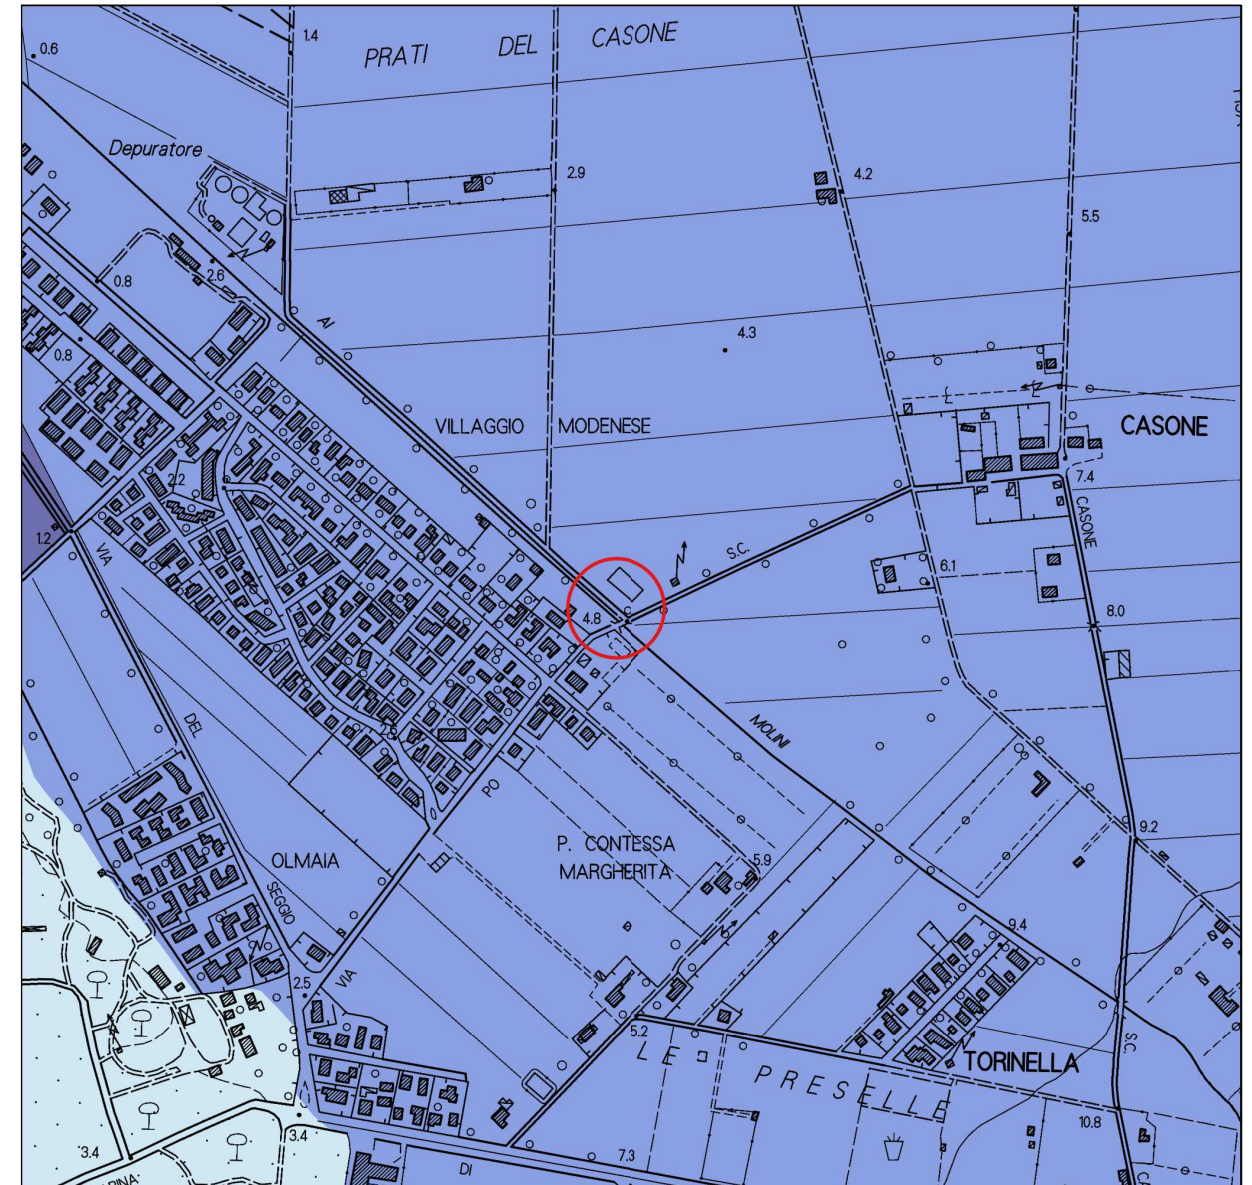 1.4
PRATI DEL CASONE
0.6
Depuratore
2.9
4.2
5.5
2.6
0.8
AI
4.3
0.8
VILLAGGIO MODENESE
CASONE
2.2
7.4
CASONE
1.2
VIA
S.C.
6.1
4.8
8.0
DEL
MOLINI
2.6
PO
9.2
P. CONTESSA
MARGHERITA
5.9
OLMAIA
SEGGIO
9.4
2.5
VIA
5.2
S.C.
LE PRESELLE
TORINELLA
10.8
3.4
3.4
7.3
DI